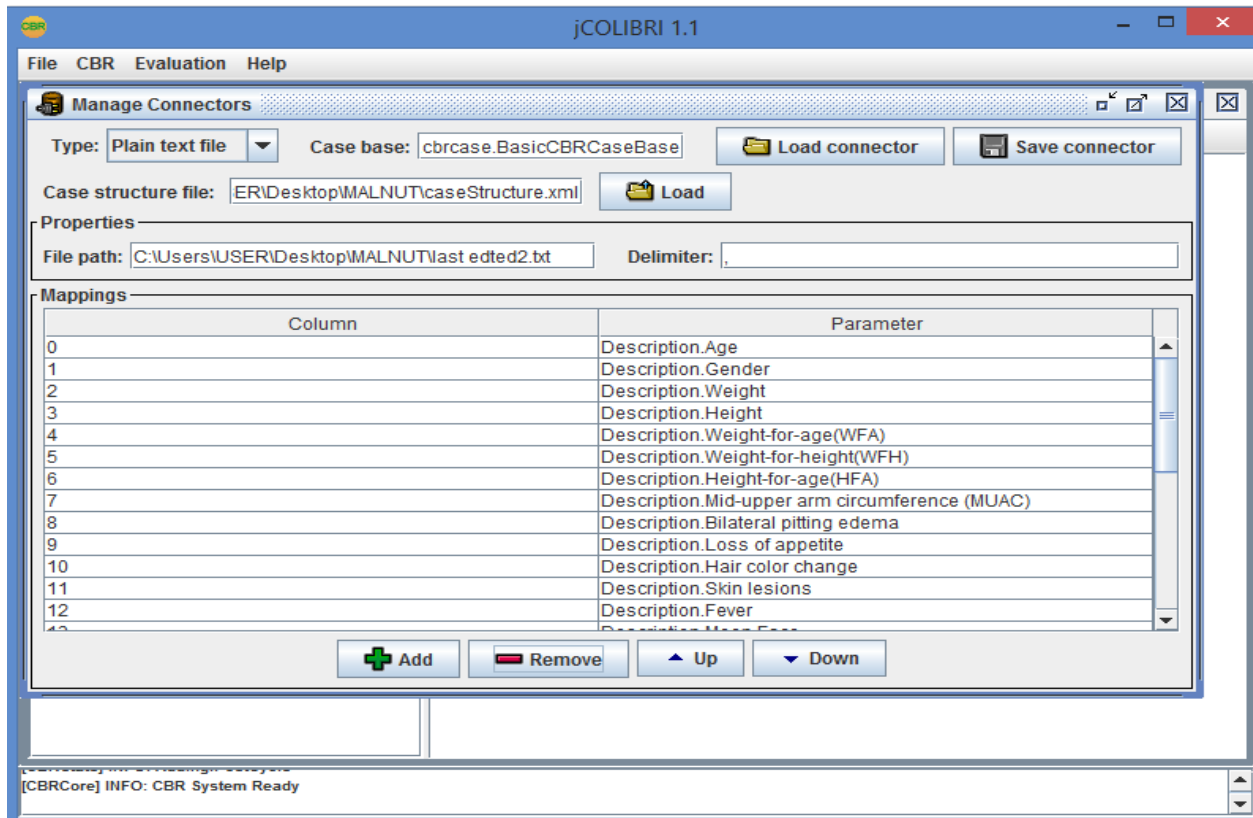 CBR
jCOLIBRI 1.1
File CBR Evaluation Help
Manage Connectors
Type: Plain text file Case base: cbrcase.BasicCBRCaseBase Load connector Save connector
Case structure file: ER\Desktop\MALNUT\caseStructure.xml Load
Properties
File path: C:\Users\USER\Desktop\MALNUT\last edted2.txt Delimiter: ,
Mappings
Column Parameter
0 Description.Age
1 Description.Gender
2 Description.Weight
3 Description.Height
4 Description.Weight-for-age(WFA)
5 Description.Weight-for-height(WFH)
6 Description.Height-for-age(HFA)
7 Description.Mid-upper arm circumference (MUAC)
8 Description.Bilateral pitting edema
9 Description.Loss of appetite
10 Description.Hair color change
11 Description.Skin lesions
12 Description.Fever
Add Remove Up Down
[CBRCore] INFO: CBR System Ready